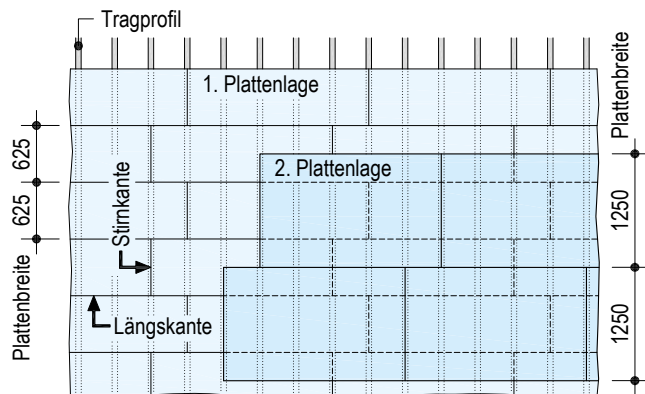 Tragprofil
1. Plattenlage
Plattenbreite
625
2. Plattenlage
625
1250
Stirnkante
Plattenbreite
Längskante
1250